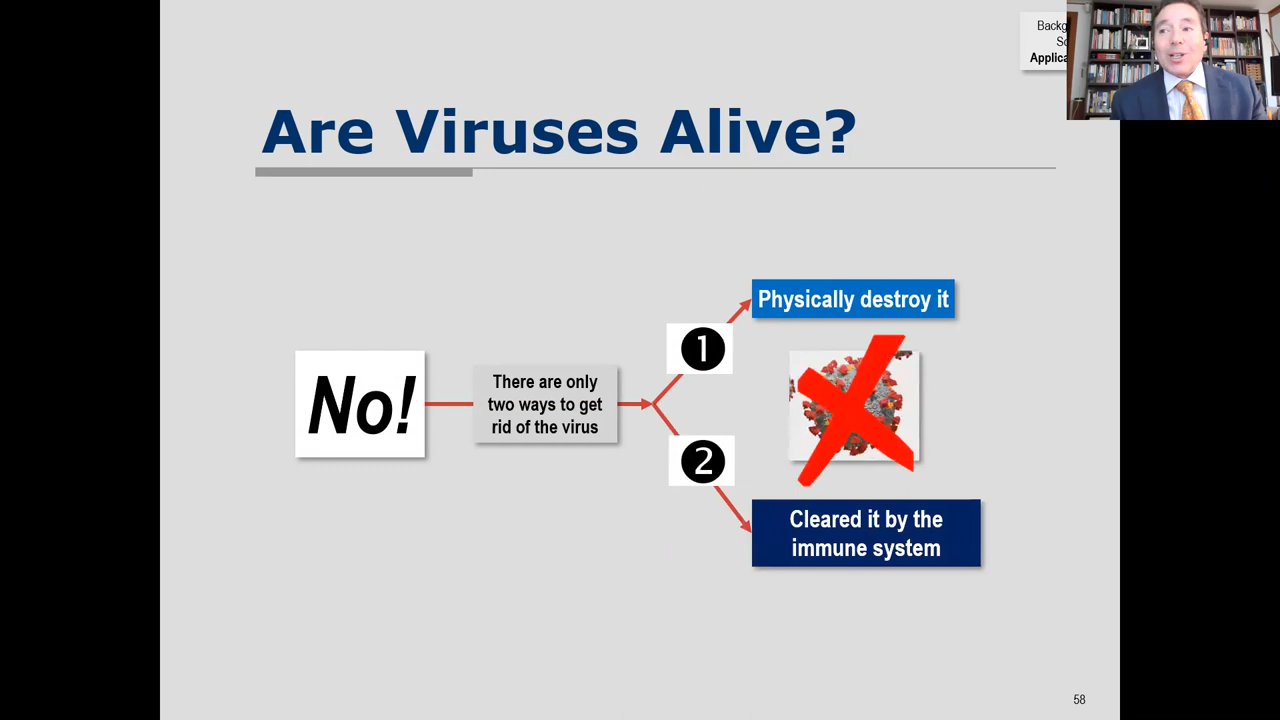 Applica
Are Viruses Alive?
Physically destroy it
1
No!
There are only
two ways to get
rid of the virus
2
Cleared it by the
immune system
58